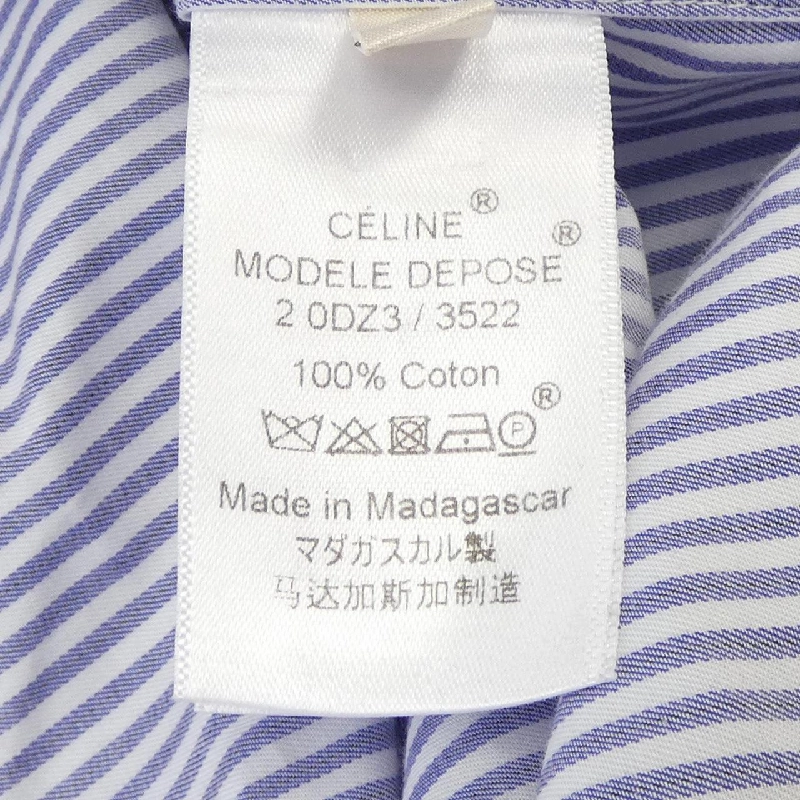 CÉLINE®
MODELE DEPOSE®
2 0DZ3 / 3522
100% Coton
®
P
Made in Madagascar
マダガスカル製
马达加斯加制造